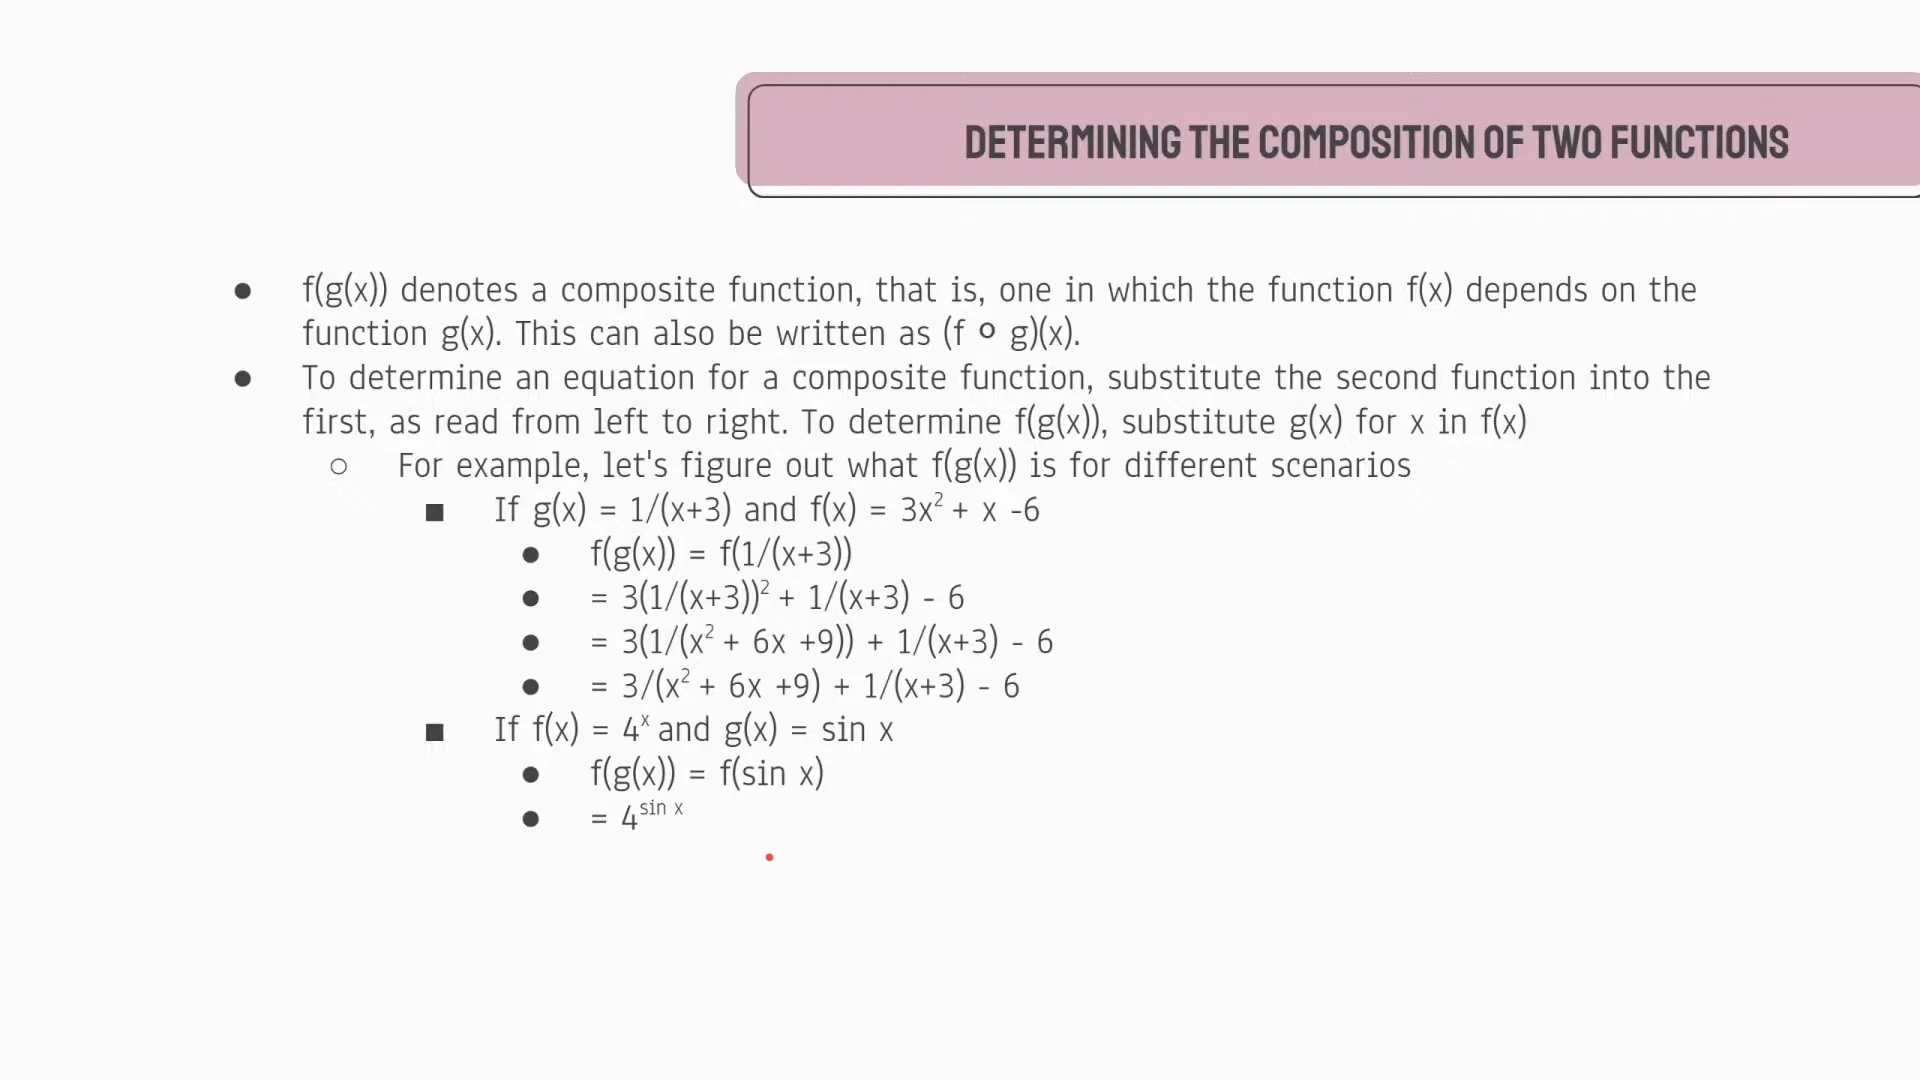 DETERMINING THE COMPOSITION OF TWO FUNCTIONS
● f(g(x)) denotes a composite function, that is, one in which the function f(x) depends on the
function g(x). This can also be written as (f ⚬ g)(x).
● To determine an equation for a composite function, substitute the second function into the
first, as read from left to right. To determine f(g(x)), substitute g(x) for x in f(x)
○ For example, let's figure out what f(g(x)) is for different scenarios
■ If g(x) = 1/(x+3) and f(x) = 3x² + x -6
● f(g(x)) = f(1/(x+3))
● = 3(1/(x+3))² + 1/(x+3) - 6
● = 3(1/(x² + 6x +9)) + 1/(x+3) - 6
● = 3/(x² + 6x +9) + 1/(x+3) - 6
■ If f(x) = 4ˣ and g(x) = sin x
● f(g(x)) = f(sin x)
● = 4ˢⁱⁿ ˣ